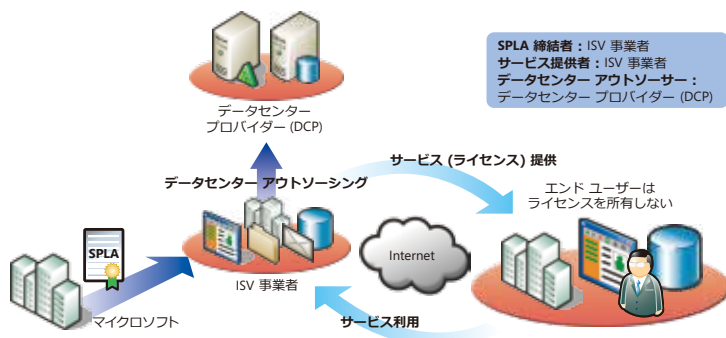 SPLA 締結者：ISV 事業者
サービス提供者：ISV 事業者
データセンター アウトソーサー：
データセンター プロバイダー (DCP)
データセンター
プロバイダー (DCP)
サービス (ライセンス) 提供
データセンター アウトソーシング
エンド ユーザーは
ライセンスを所有しない
SPLA
Internet
ISV 事業者
マイクロソフト
サービス利用